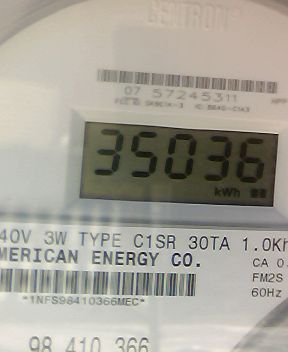 CENTRON
07 57245311
35036
kWh
40V 3W TYPE C1SR 30TA 1.0Kh
MERICAN ENERGY CO.
CA 0.
FM2S
60Hz
*1NFS98410366MEC*
98 410 366